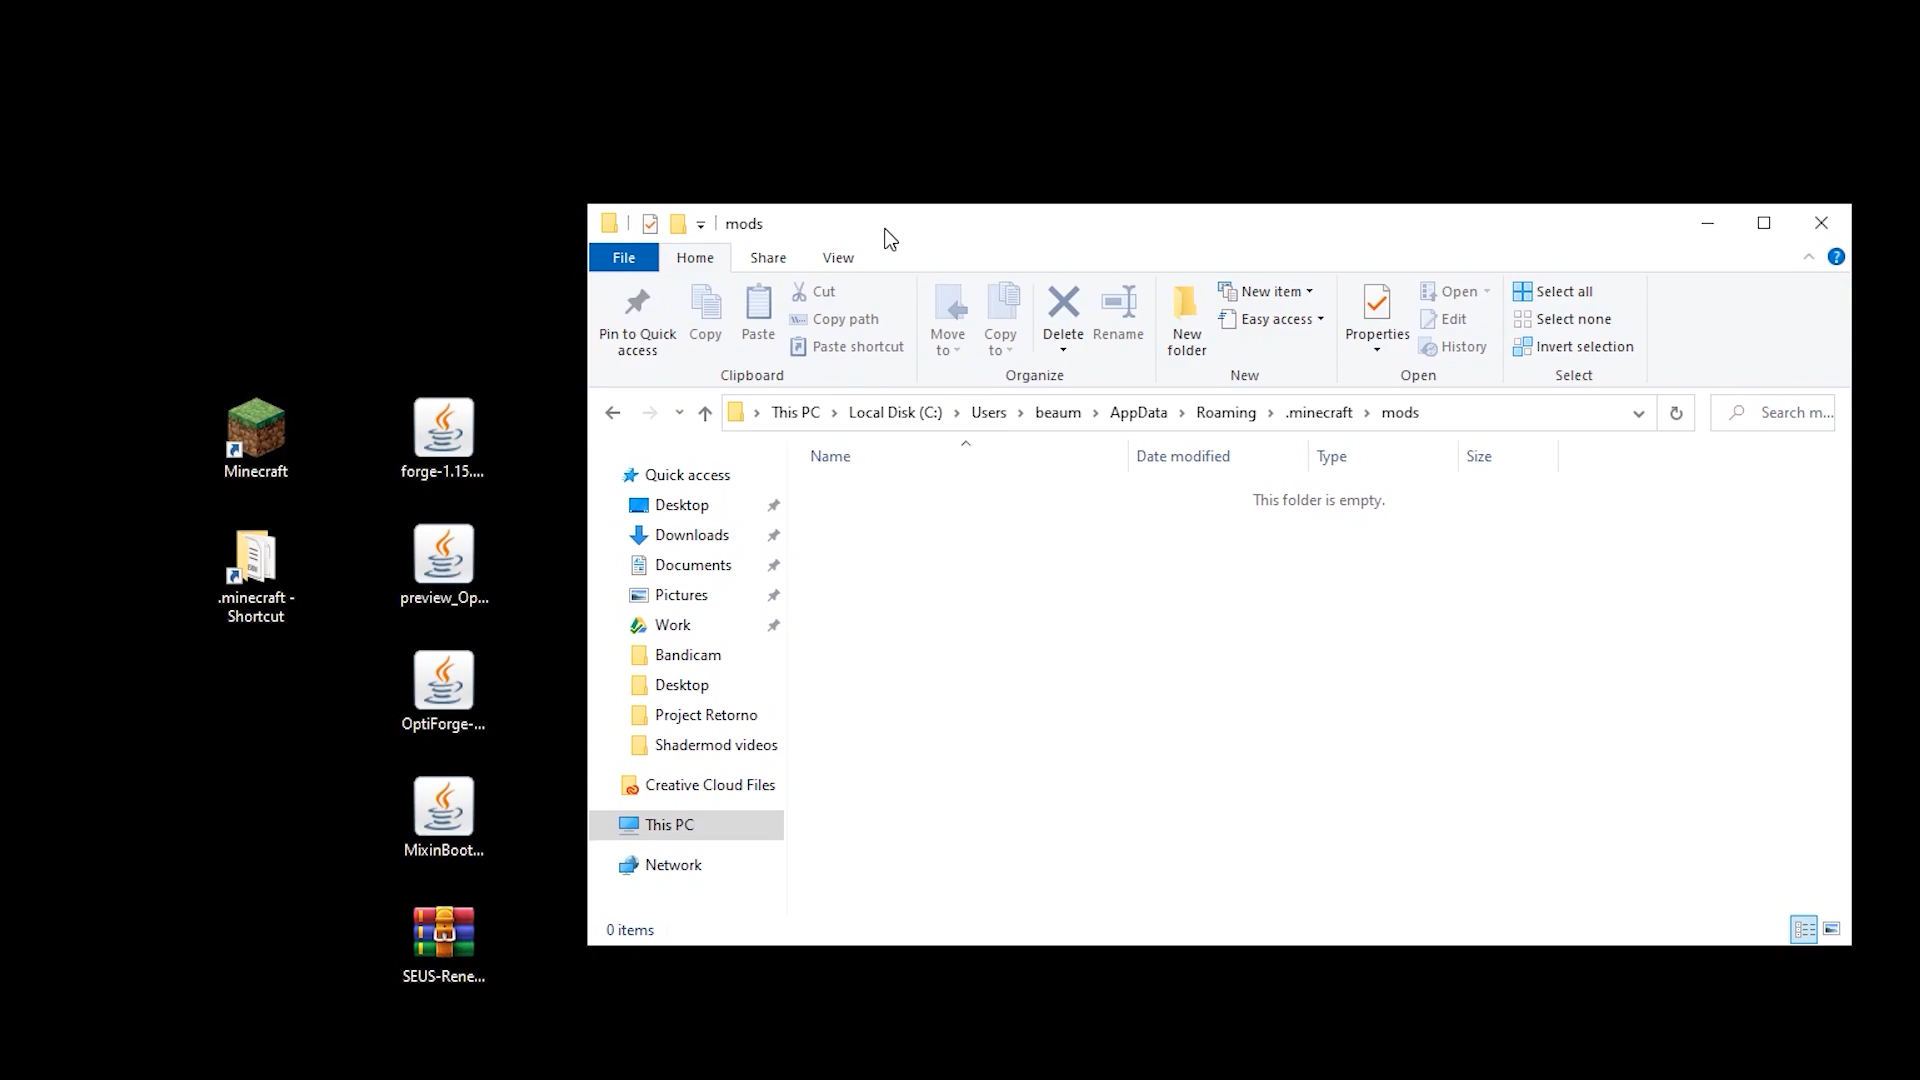 mods
File Home Share View
Pin to Quick access
Copy
Paste
Cut
Copy path
Paste shortcut
Clipboard
Move to
Copy to
Delete
Rename
Organize
New folder
New item
Easy access
New
Properties
Open
Edit
History
Open
Select all
Select none
Invert selection
Select
This PC > Local Disk (C:) > Users > beaum > AppData > Roaming > .minecraft > mods
Search m...
Name Date modified Type Size
This folder is empty.
Quick access
Desktop
Downloads
Documents
Pictures
Work
Bandicam
Desktop
Project Retorno
Shadermod videos
Creative Cloud Files
This PC
Network
0 items
Minecraft
.minecraft -
Shortcut
forge-1.15....
preview_Op...
OptiForge-...
MixinBoot...
SEUS-Rene...